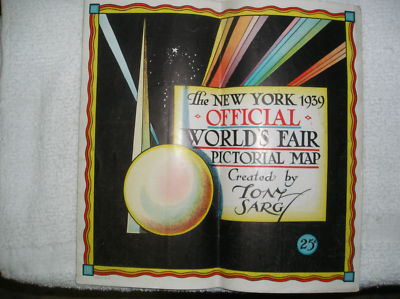 The NEW YORK 1939
OFFICIAL
WORLD'S FAIR
PICTORIAL MAP
Created by
TONY
SARG
25¢